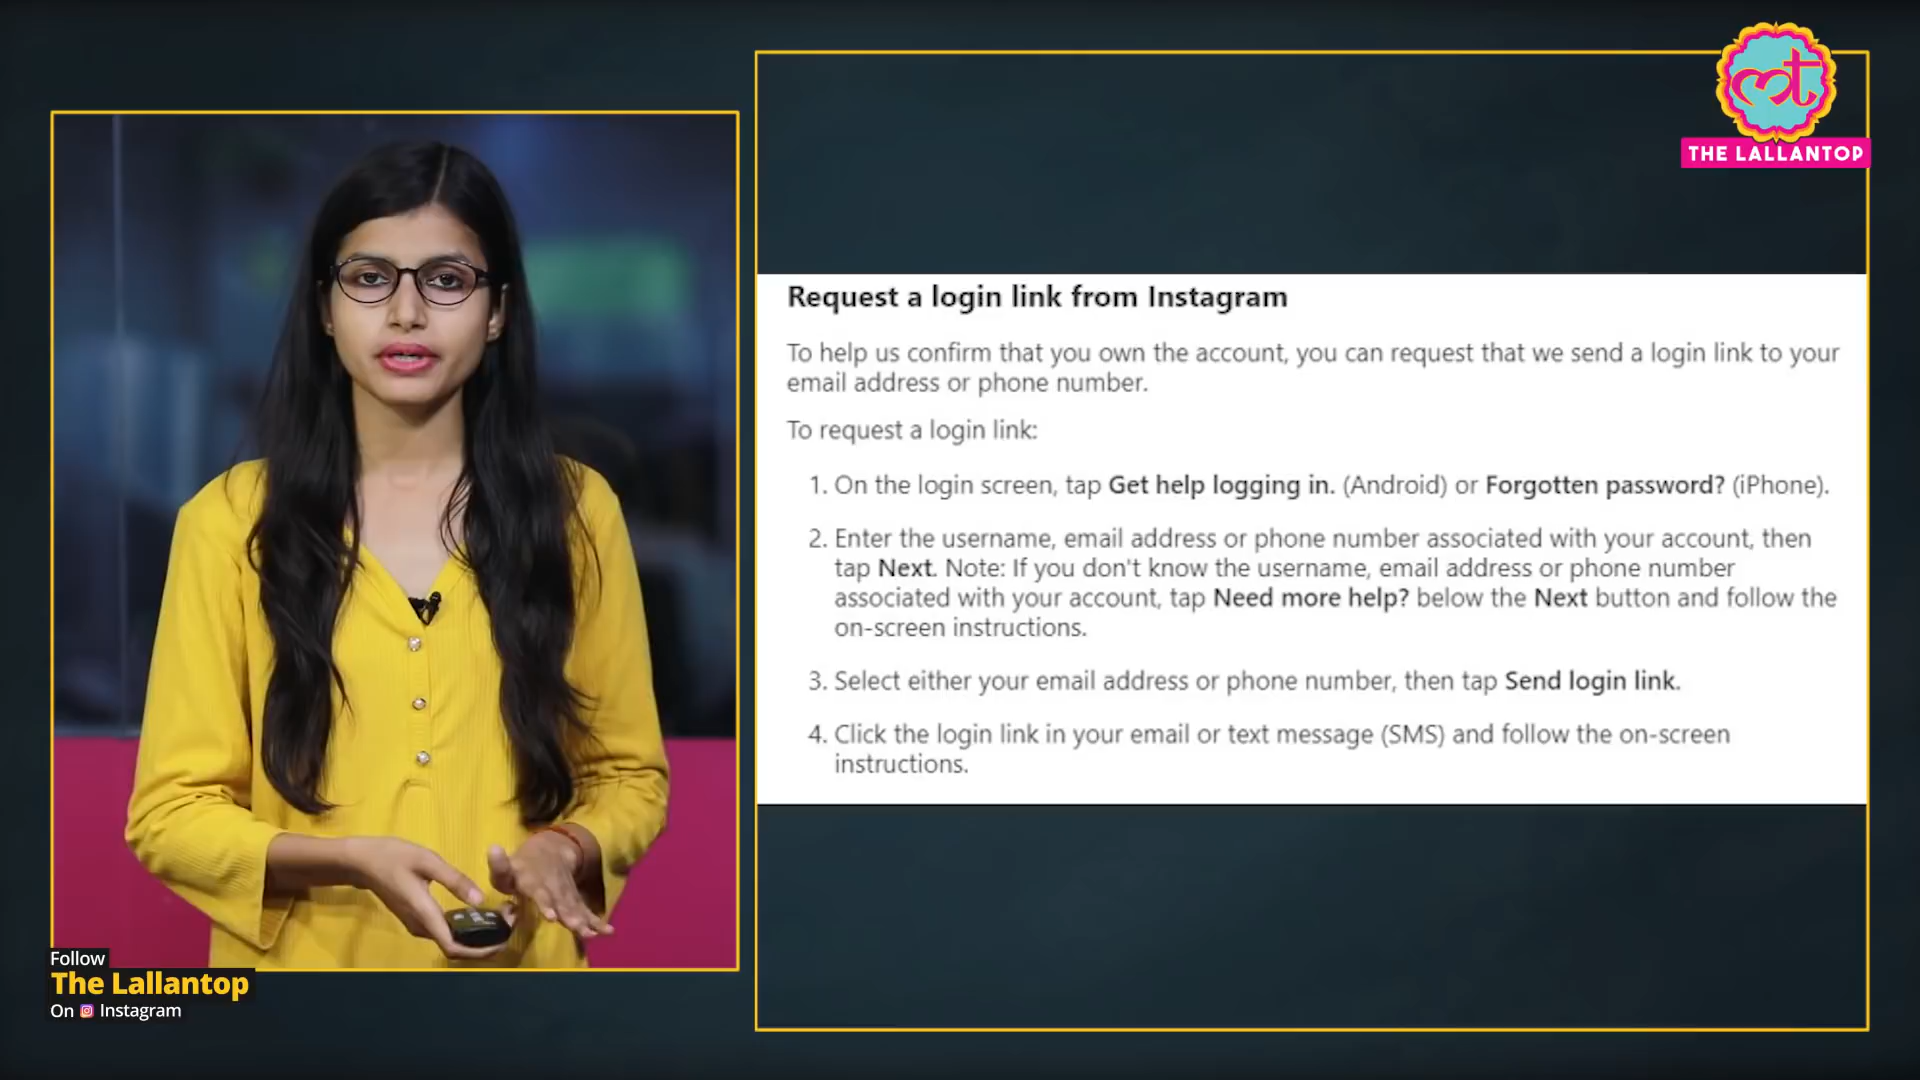 THE LALLANTOP
Request a login link from Instagram
To help us confirm that you own the account, you can request that we send a login link to your
email address or phone number.
To request a login link:
1. On the login screen, tap Get help logging in. (Android) or Forgotten password? (iPhone).
2. Enter the username, email address or phone number associated with your account, then
tap Next. Note: If you don't know the username, email address or phone number
associated with your account, tap Need more help? below the Next button and follow the
on-screen instructions.
3. Select either your email address or phone number, then tap Send login link.
4. Click the login link in your email or text message (SMS) and follow the on-screen
instructions.
Follow
The Lallantop
On Instagram